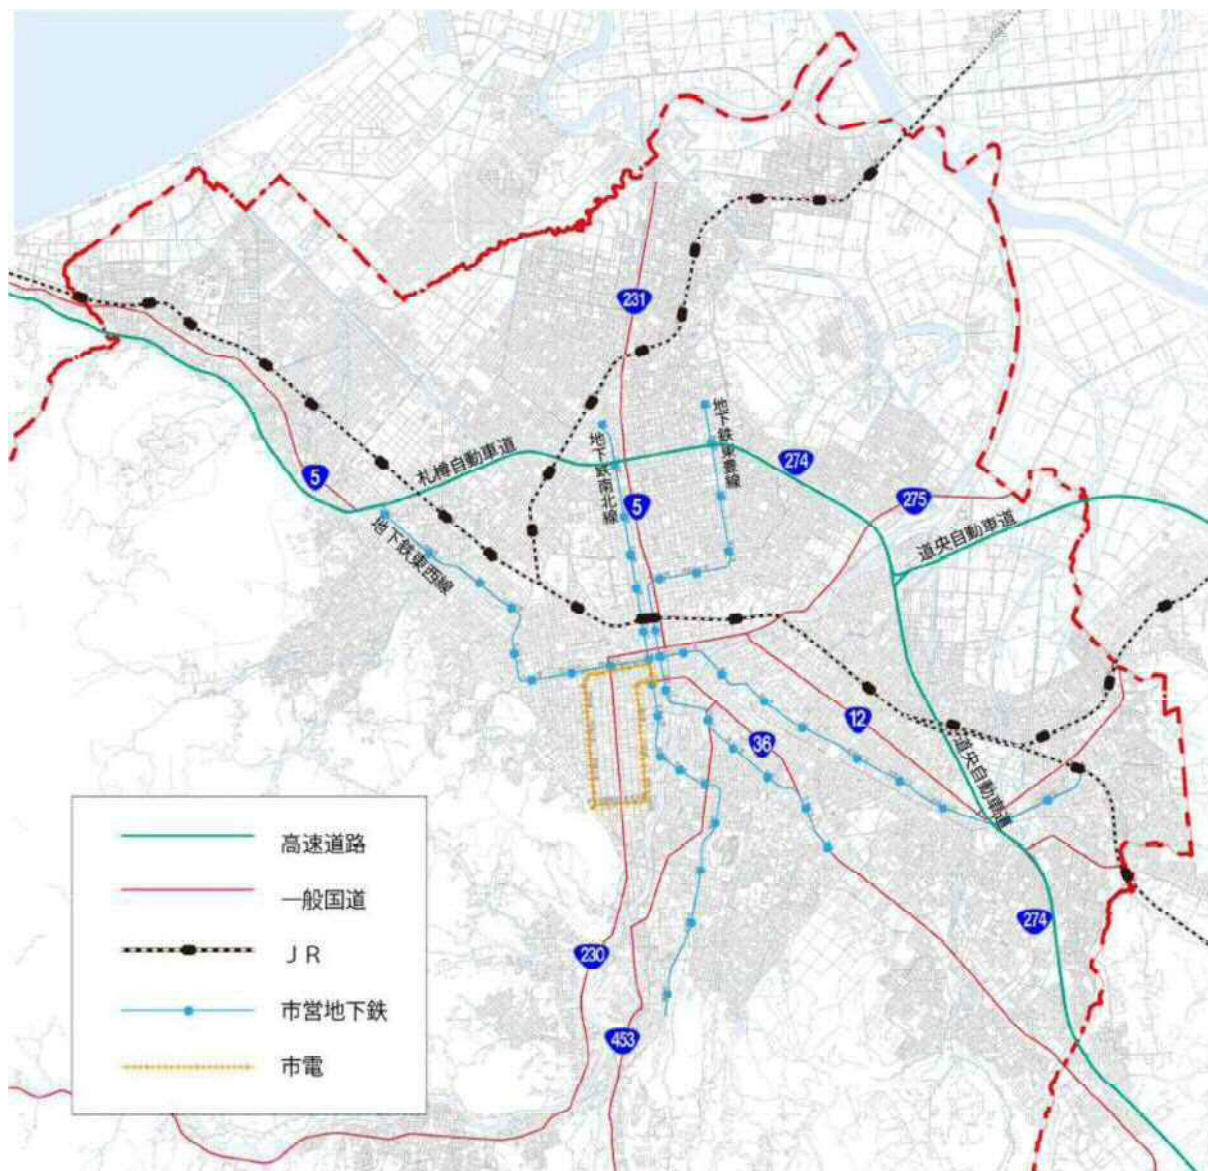 231
地下鉄南北線
地下鉄東豊線
札樽自動車道
274
5
5
275
道央自動車道
地下鉄東西線
12
36
道央自動車道
高速道路
一般国道
JR
市営地下鉄
市電
274
230
453